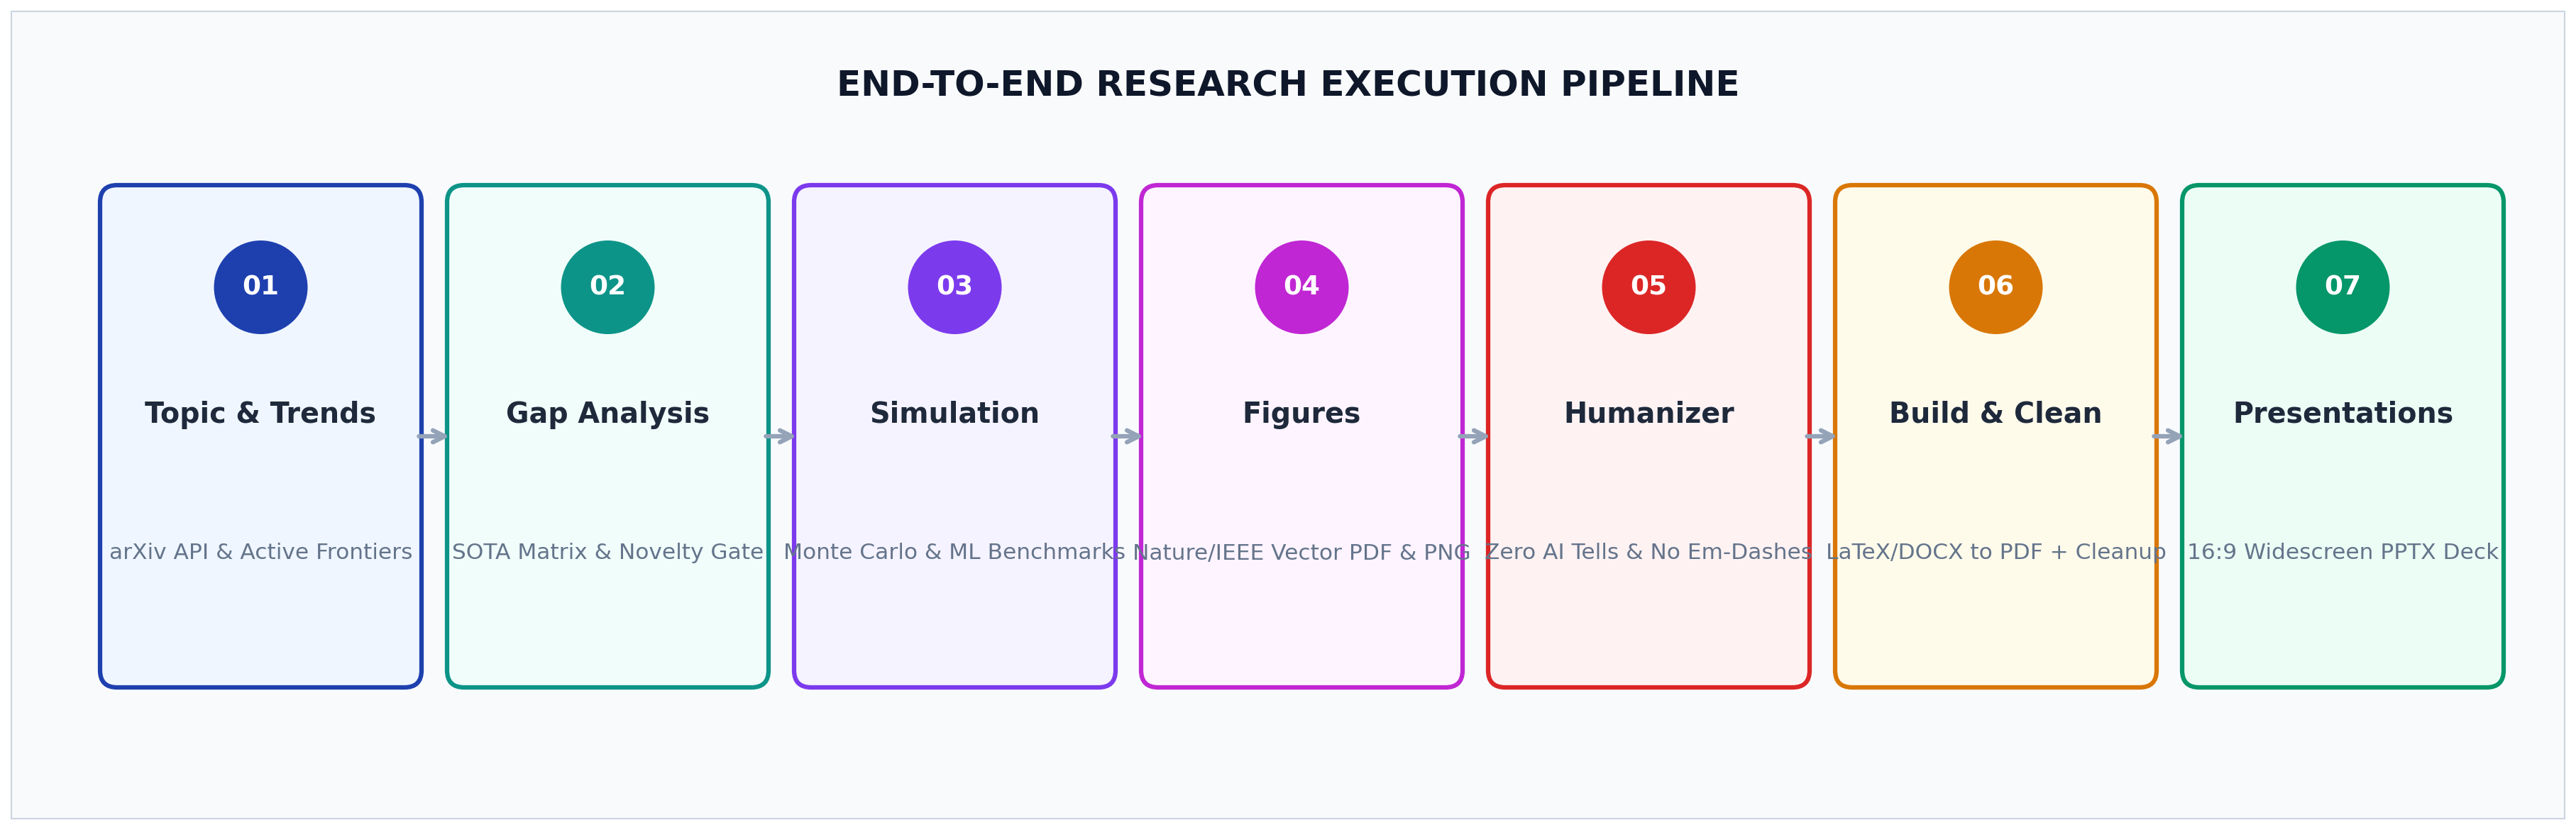 END-TO-END RESEARCH EXECUTION PIPELINE
01
Topic & Trends
arXiv API & Active Frontiers
02
Gap Analysis
SOTA Matrix & Novelty Gate
03
Simulation
Monte Carlo & ML Benchmarks
04
Figures
Nature/IEEE Vector PDF & PNG
05
Humanizer
Zero AI Tells & No Em-Dashes
06
Build & Clean
LaTeX/DOCX to PDF + Cleanup
07
Presentations
16:9 Widescreen PPTX Deck